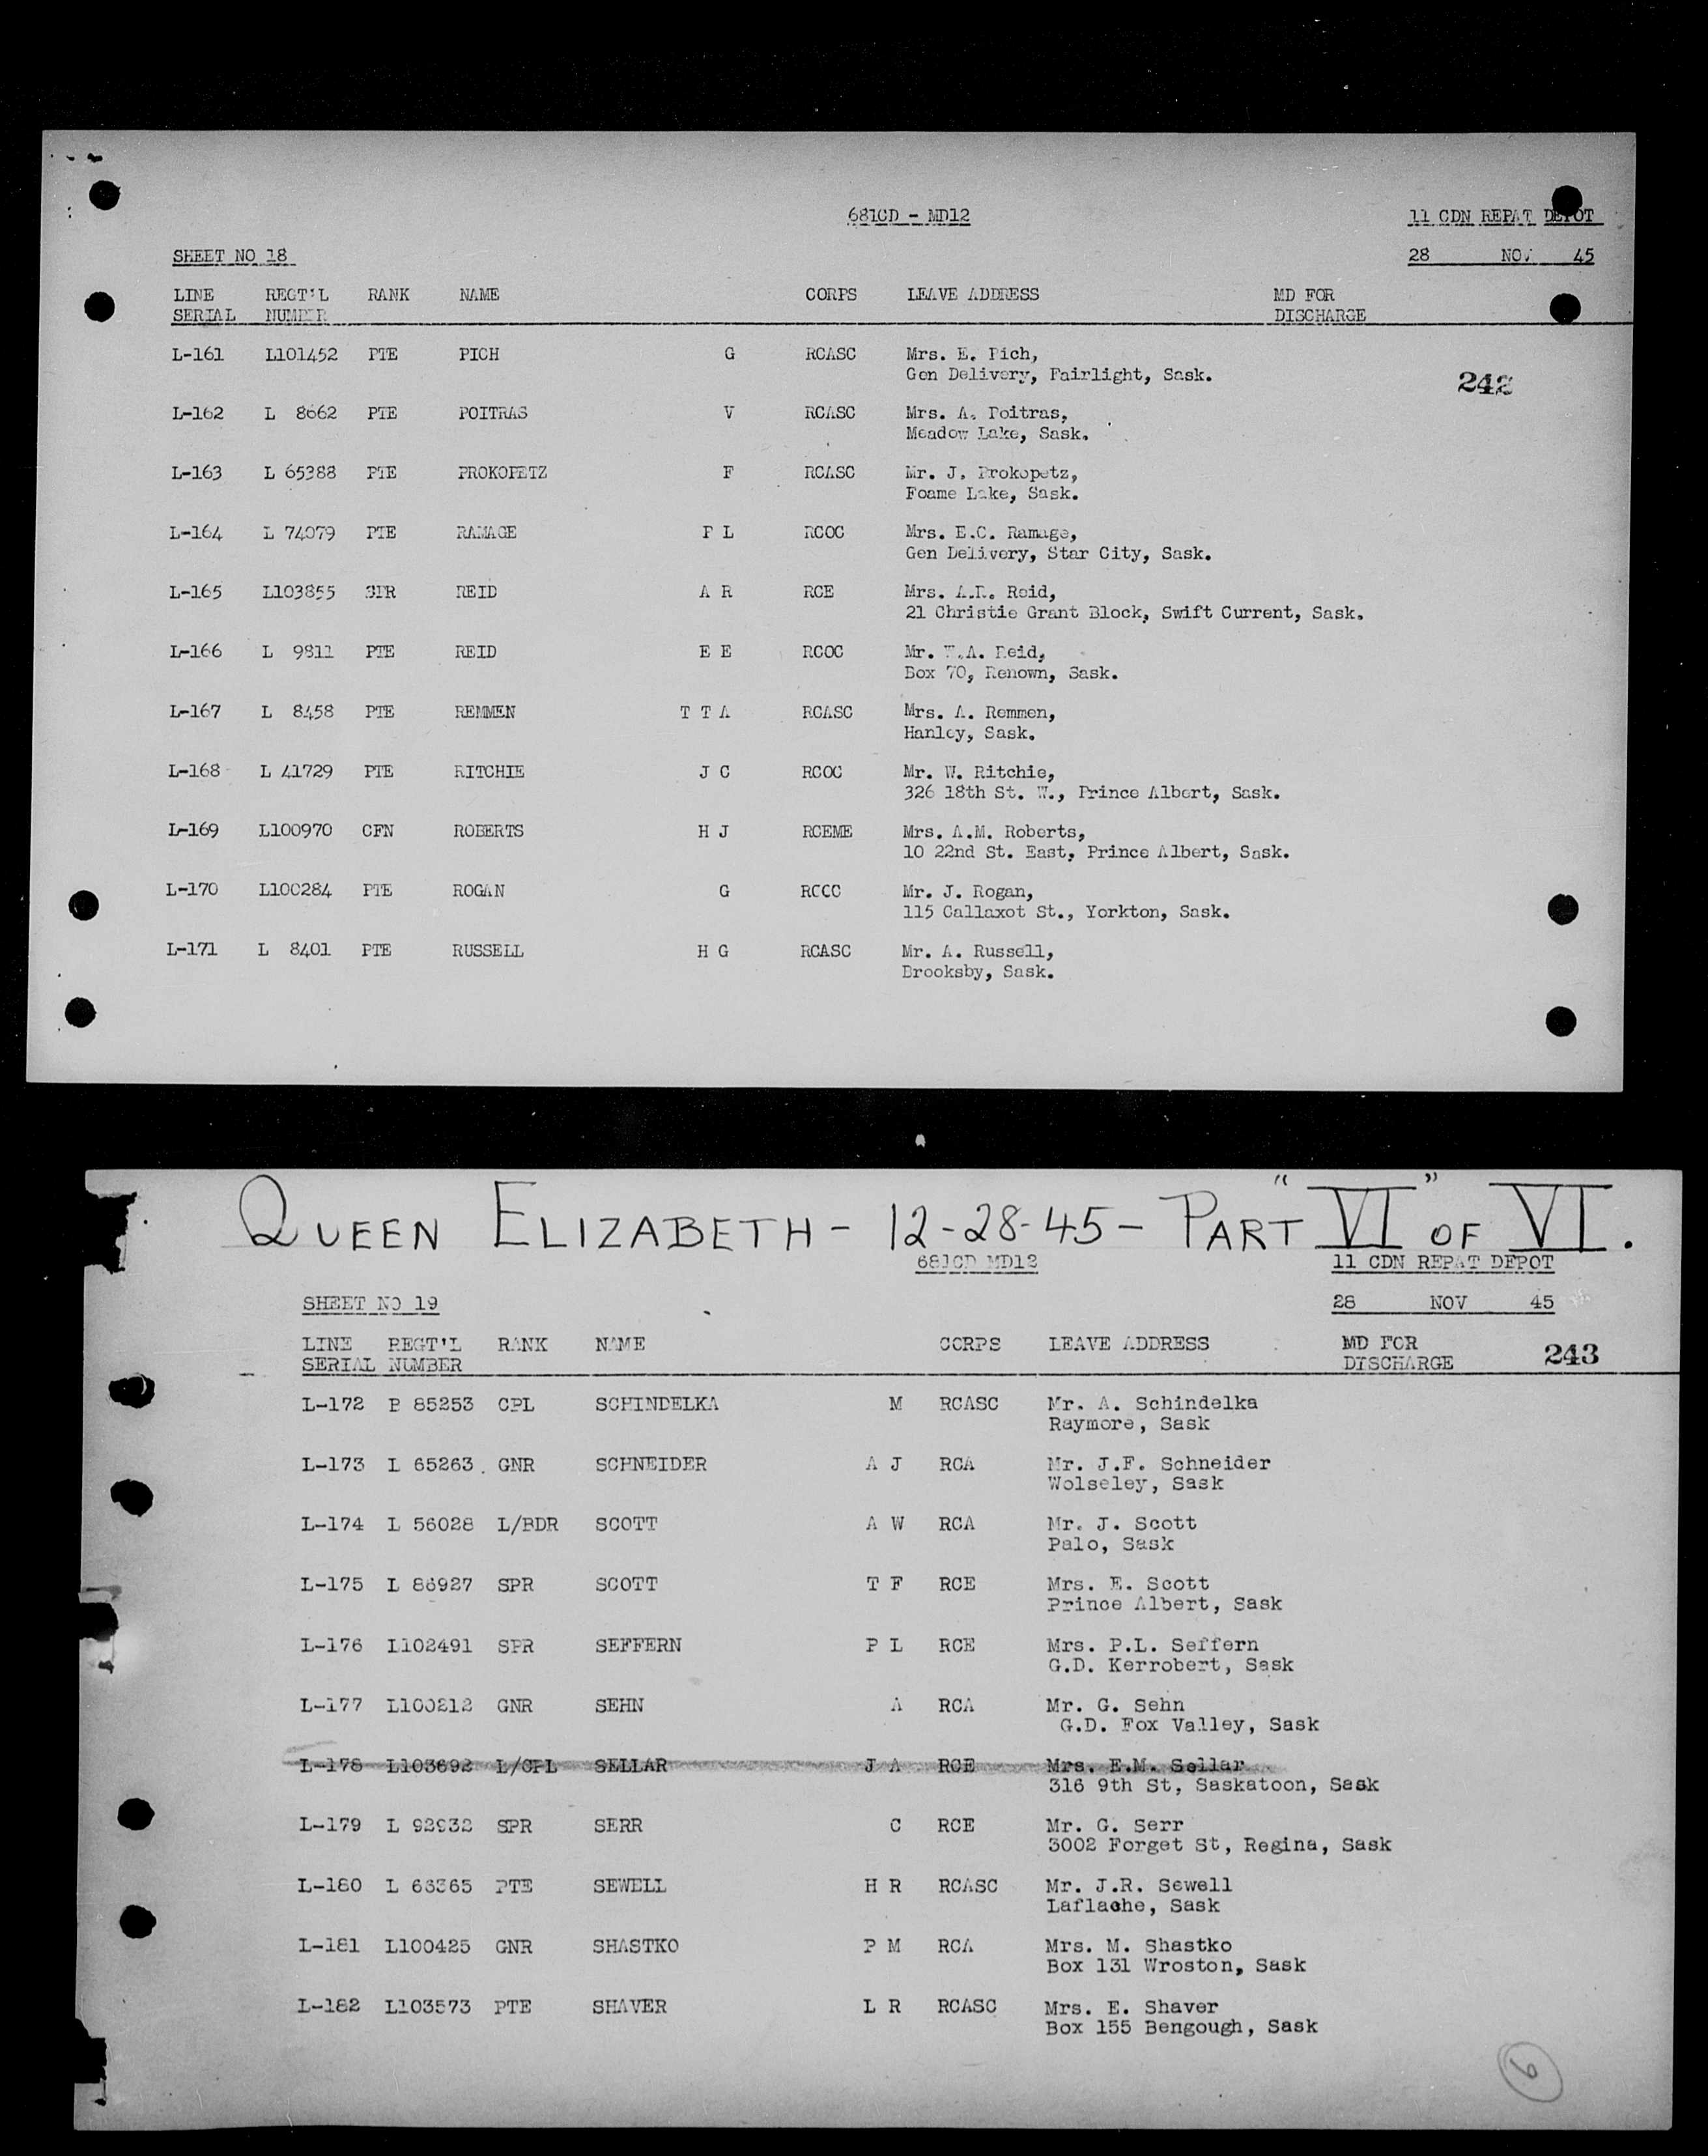 681CD - MD12 11 CDN REPAT DEPOT
SHEET NO 18 28 NOV 45
LINE REGT'L RANK NAME CORPS LEAVE ADDRESS MD FOR
SERIAL NUMBER DISCHARGE
L-161 L101452 PTE PICH G RCASC Mrs. E. Pich,
Gen Delivery, Fairlight, Sask.
242
L-162 L 8662 PTE POITRAS V RCASC Mrs. A. Poitras,
Meadow Lake, Sask.
L-163 L 65388 PTE PROKOPETZ F RCASC Mr. J. Prokopetz,
Foame Lake, Sask.
L-164 L 74079 PTE RAMAGE F L RCOC Mrs. E.C. Ramage,
Gen Delivery, Star City, Sask.
L-165 L103855 SPR REID A R RCE Mrs. A.R. Reid,
21 Christie Grant Block, Swift Current, Sask.
L-166 L 9811 PTE REID E E RCOC Mr. A. Reid,
Box 70, Renown, Sask.
L-167 L 8458 PTE REMMEN T T A RCASC Mrs. A. Remmen,
Hanley, Sask.
L-168 L 41729 PTE RITCHIE J C RCOC Mr. W. Ritchie,
326 18th St. W., Prince Albert, Sask.
L-169 L100970 CFN ROBERTS H J RCEME Mrs. A.M. Roberts,
10 22nd St. East, Prince Albert, Sask.
L-170 L100284 PTE ROGAN G RCCC Mr. J. Rogan,
115 Callaxot St., Yorkton, Sask.
L-171 L 8401 PTE RUSSELL H G RCASC Mr. A. Russell,
Brooksby, Sask.
QUEEN ELIZABETH - 12-28-45 - PART "VI" OF VI.
681CD MD12 11 CDN REPAT DEPOT
SHEET NO 19 28 NOV 45
LINE REGT'L RANK NAME CORPS LEAVE ADDRESS MD FOR 243
SERIAL NUMBER DISCHARGE
L-172 B 85253 CPL SCHINDELKA M RCASC Mr. A. Schindelka
Raymore, Sask
L-173 L 65263 GNR SCHNEIDER A J RCA Mr. J.F. Schneider
Wolseley, Sask
L-174 L 56028 L/BDR SCOTT A W RCA Mr. J. Scott
Palo, Sask
L-175 L 86927 SPR SCOTT T F RCE Mrs. E. Scott
Prince Albert, Sask
L-176 L102491 SPR SEFFERN P L RCE Mrs. P.L. Seffern
G.D. Kerrobert, Sask
L-177 L100212 GNR SEHN A RCA Mr. G. Sehn
G.D. Fox Valley, Sask
L-178 L103692 L/CPL SELLAR J A RCE Mrs. E.M. Sellar
316 9th St, Saskatoon, Sask
L-179 L 92932 SPR SERR C RCE Mr. G. Serr
3002 Forget St, Regina, Sask
L-180 L 63365 PTE SEWELL H R RCASC Mr. J.R. Sewell
Laflache, Sask
L-181 L100425 GNR SHASTKO P M RCA Mrs. M. Shastko
Box 131 Wroston, Sask
L-182 L103573 PTE SHAVER L R RCASC Mrs. E. Shaver
Box 155 Bengough, Sask
9